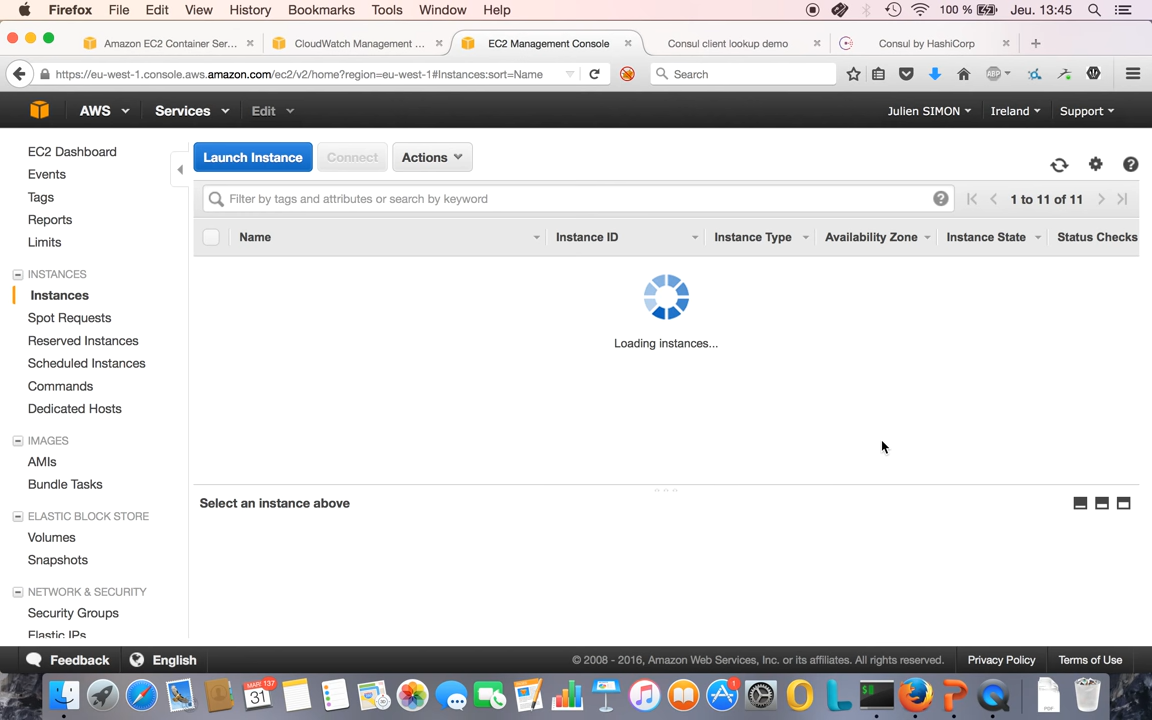 Firefox File Edit View History Bookmarks Tools Window Help 100 % Jeu. 13:45
Amazon EC2 Container Ser... × CloudWatch Management ... × EC2 Management Console × Consul client lookup demo × Consul by HashiCorp × +
https://eu-west-1.console.aws.amazon.com/ec2/v2/home?region=eu-west-1#Instances:sort=Name Search ABP
AWS Services Edit Julien SIMON Ireland Support
EC2 Dashboard
Events
Tags
Reports
Limits
INSTANCES
Instances
Spot Requests
Reserved Instances
Scheduled Instances
Commands
Dedicated Hosts
IMAGES
AMIs
Bundle Tasks
ELASTIC BLOCK STORE
Volumes
Snapshots
NETWORK & SECURITY
Security Groups
Elastic IPs
Launch Instance Connect Actions
Filter by tags and attributes or search by keyword 1 to 11 of 11
Name Instance ID Instance Type Availability Zone Instance State Status Checks
Loading instances...
Select an instance above
Feedback English © 2008 - 2016, Amazon Web Services, Inc. or its affiliates. All rights reserved. Privacy Policy Terms of Use